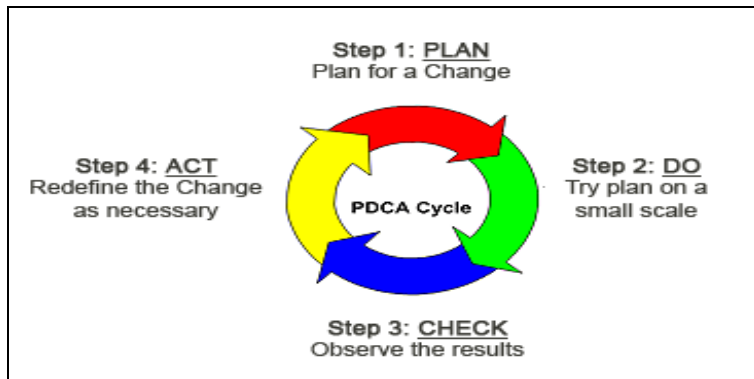 Step 1: PLAN
Plan for a Change
Step 2: DO
Try plan on a
small scale
Step 3: CHECK
Observe the results
Step 4: ACT
Redefine the Change
as necessary
PDCA Cycle